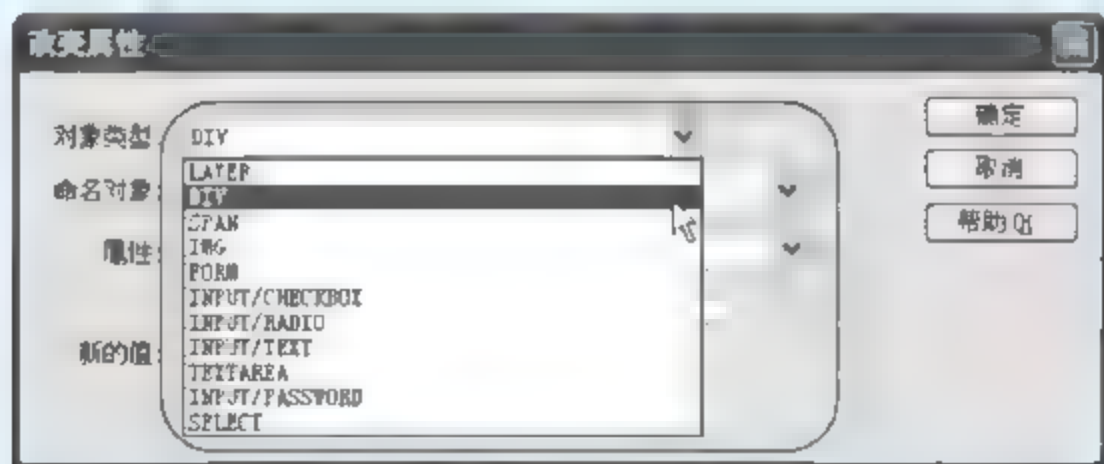 改变属性
对象类型: DIV
确定
LAYER
取消
命名对象:
DIV
SPAN
帮助(H)
属性:
IMG
FORM
INPUT/CHECKBOX
INPUT/RADIO
新的值:
INPUT/TEXT
TEXTAREA
INPUT/PASSWORD
SELECT